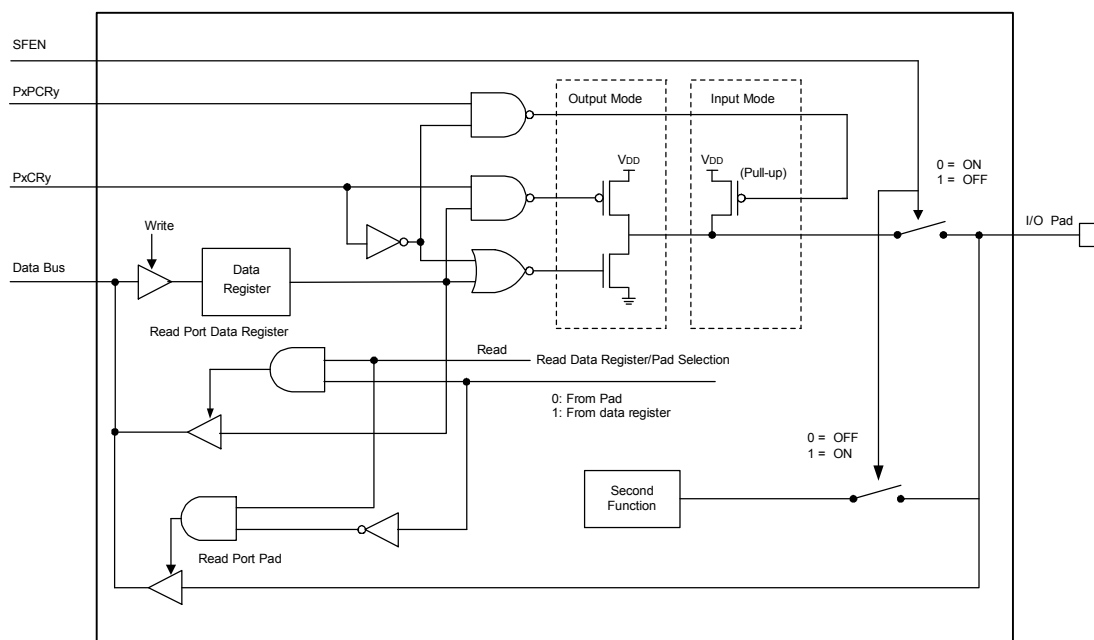 SFEN
PxPCRy
Output Mode
Input Mode
VDD
VDD
(Pull-up)
0 = ON
1 = OFF
PxCRy
I/O Pad
Write
Data Bus
Data
Register
Read Port Data Register
Read
Read Data Register/Pad Selection
0: From Pad
1: From data register
0 = OFF
1 = ON
Second
Function
Read Port Pad